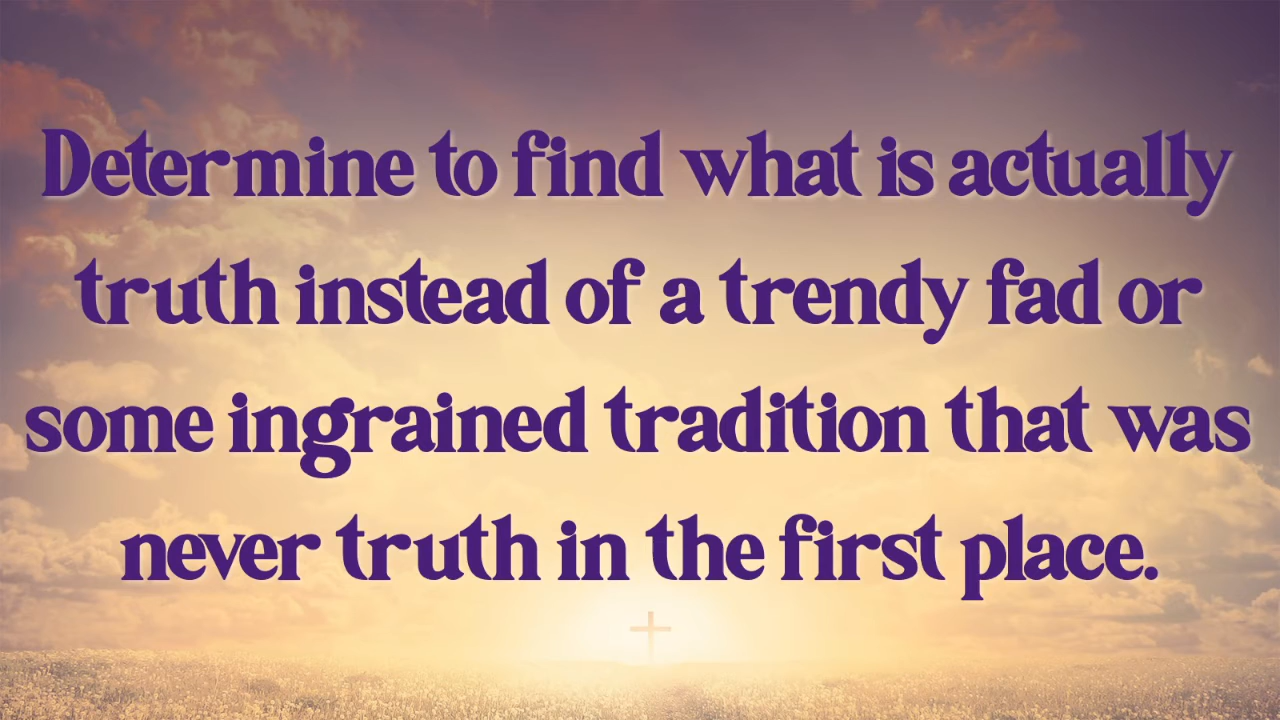 Determine to find what is actually
truth instead of a trendy fad or
some ingrained tradition that was
never truth in the first place.